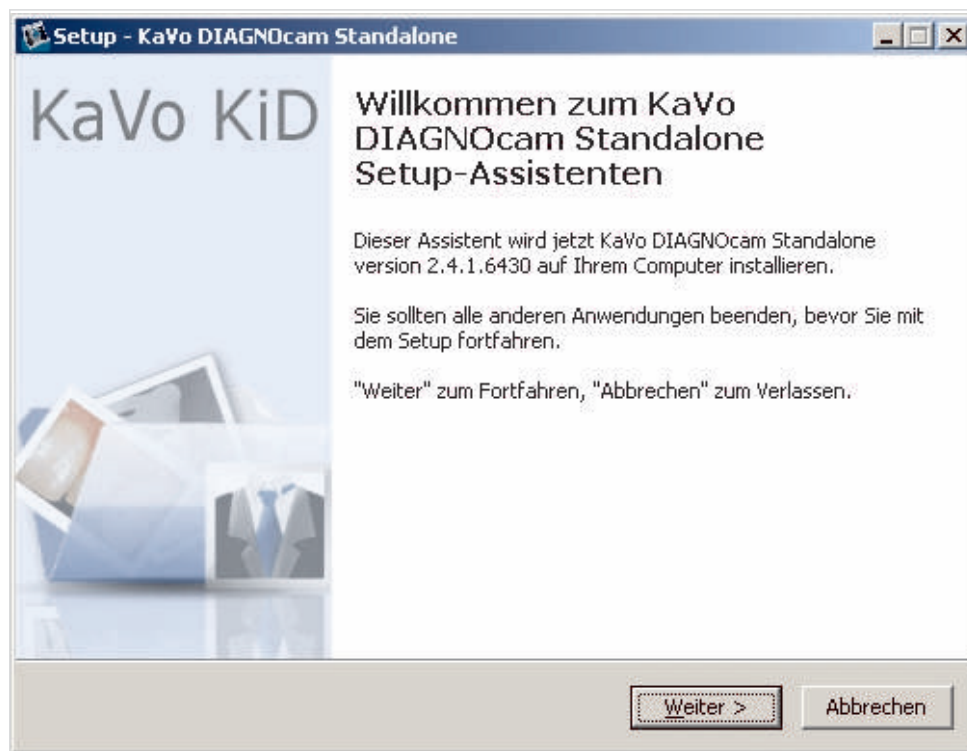 Setup - KaVo DIAGNOcam Standalone
KaVo KiD
Willkommen zum KaVo
DIAGNOcam Standalone
Setup-Assistenten
Dieser Assistent wird jetzt KaVo DIAGNOcam Standalone
version 2.4.1.6430 auf Ihrem Computer installieren.
Sie sollten alle anderen Anwendungen beenden, bevor Sie mit
dem Setup fortfahren.
"Weiter" zum Fortfahren, "Abbrechen" zum Verlassen.
Weiter >
Abbrechen